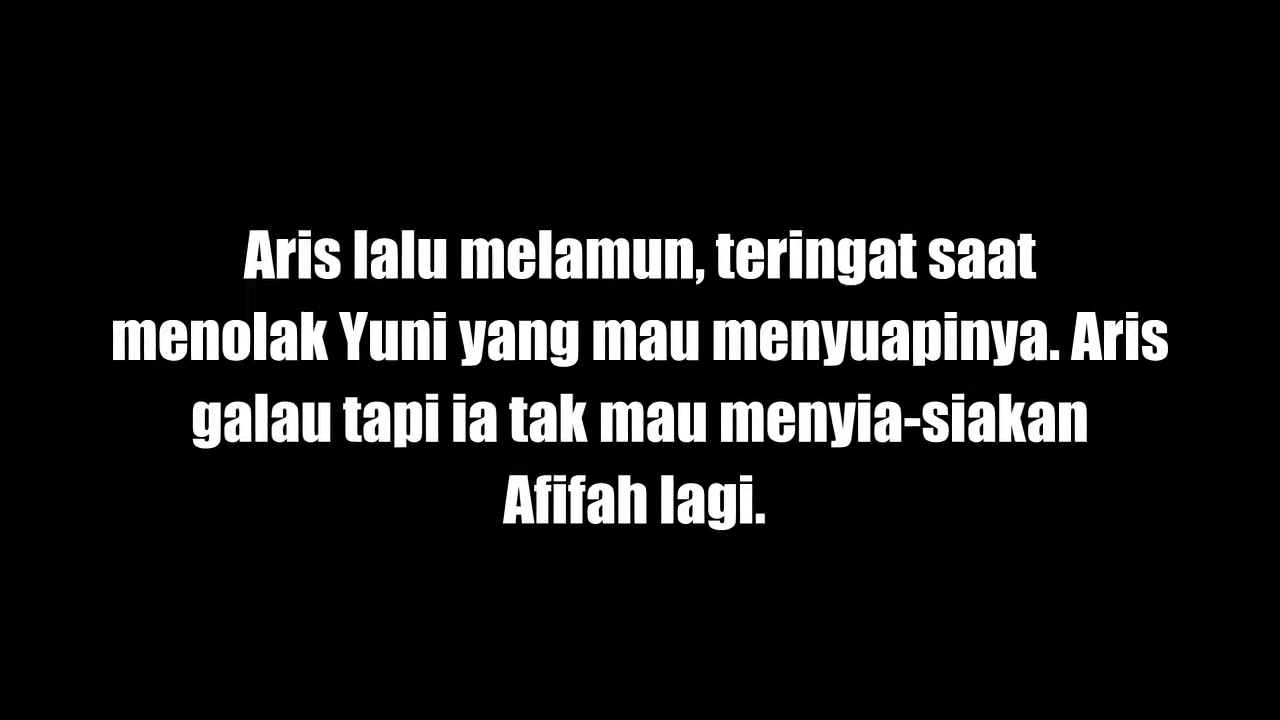 Aris lalu melamun, teringat saat
menolak Yuni yang mau menyuapinya. Aris
galau tapi ia tak mau menyia-siakan
Afifah lagi.